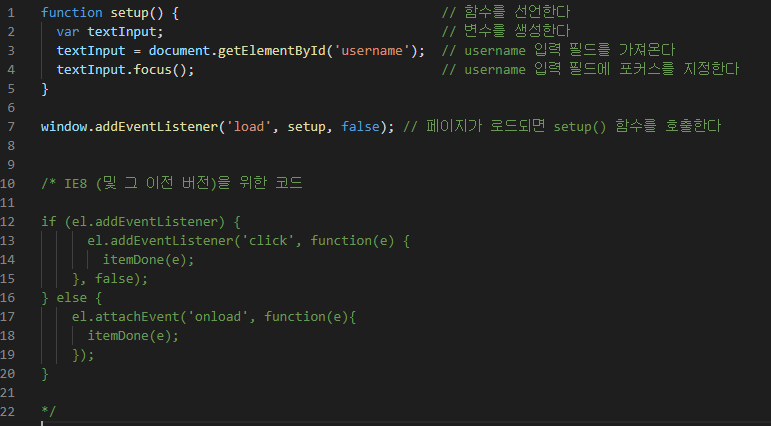 1 function setup() { // 함수를 선언한다
2 var textInput; // 변수를 생성한다
3 textInput = document.getElementById('username'); // username 입력 필드를 가져온다
4 textInput.focus(); // username 입력 필드에 포커스를 지정한다
5 }
6
7 window.addEventListener('load', setup, false); // 페이지가 로드되면 setup() 함수를 호출한다
8
9
10 /* IE8 (및 그 이전 버전)을 위한 코드
11
12 if (el.addEventListener) {
13 el.addEventListener('click', function(e) {
14 itemDone(e);
15 }, false);
16 } else {
17 el.attachEvent('onload', function(e){
18 itemDone(e);
19 });
20 }
21
22 */